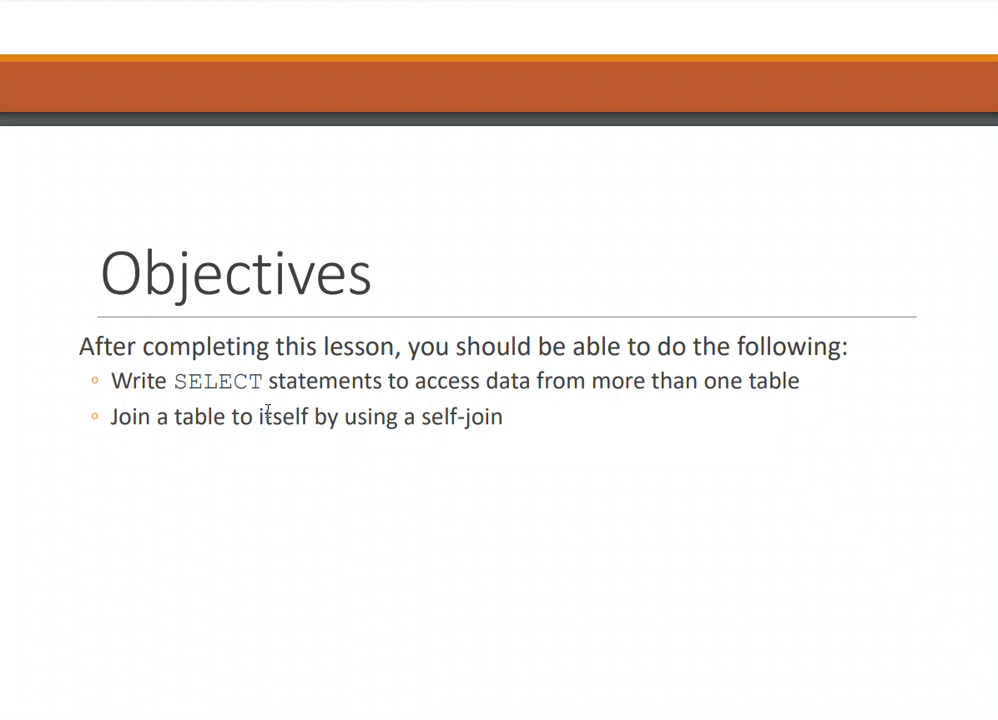 Objectives
After completing this lesson, you should be able to do the following:
◦ Write SELECT statements to access data from more than one table
◦ Join a table to itself by using a self-join